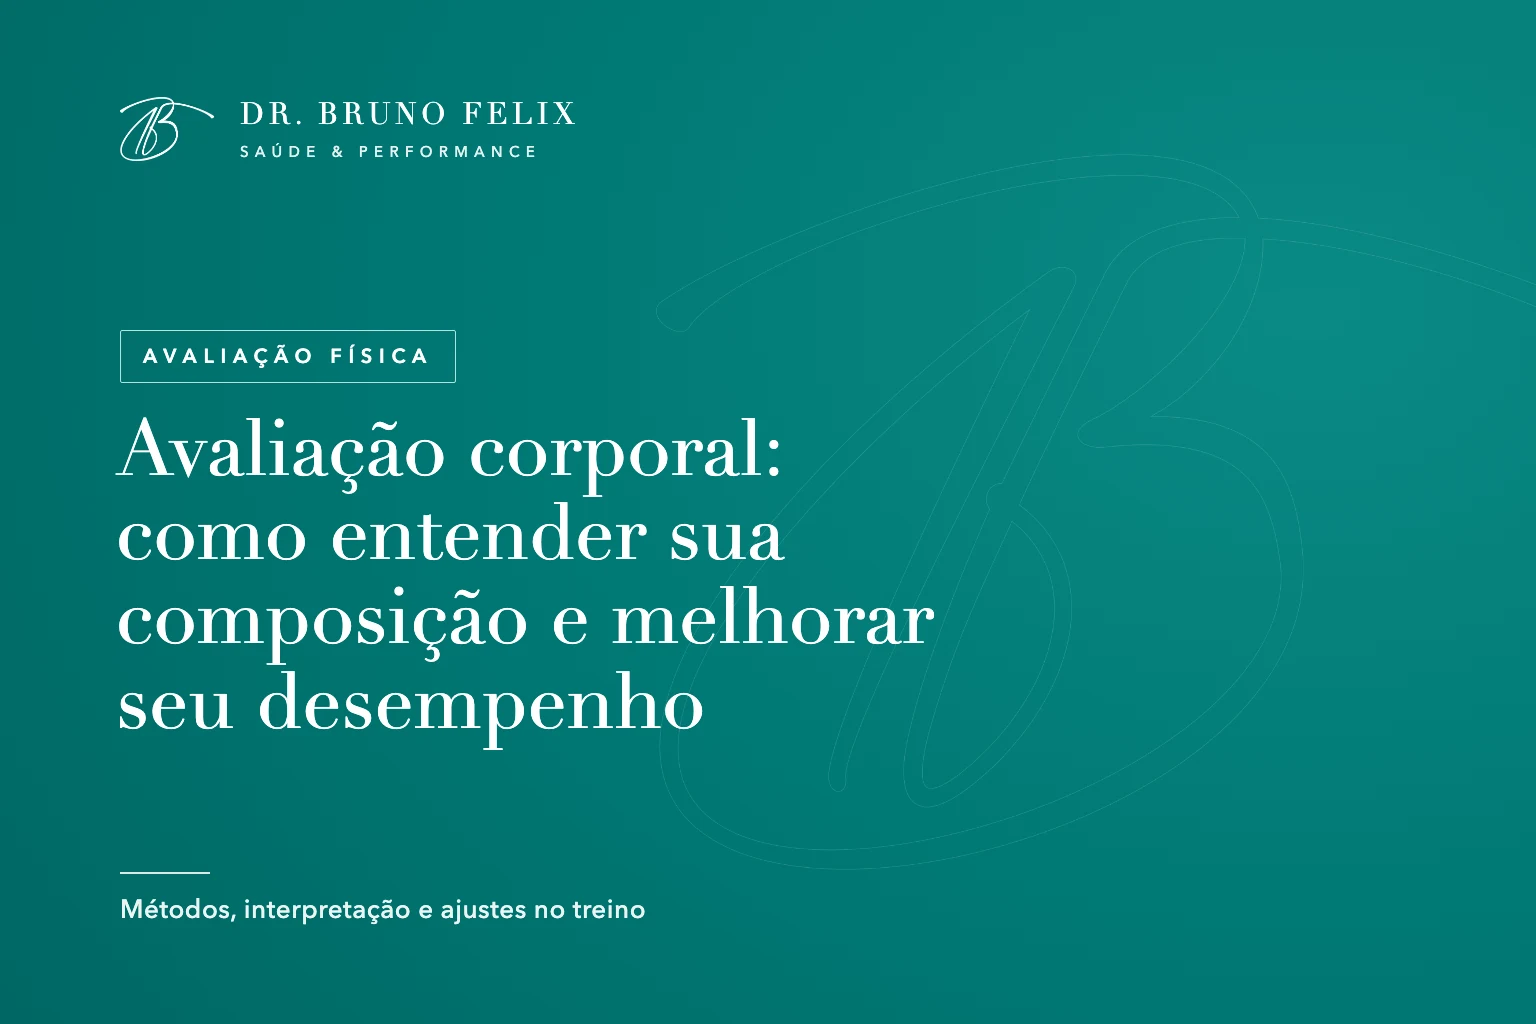 DR. BRUNO FELIX
SAÚDE & PERFORMANCE
AVALIAÇÃO FÍSICA
Avaliação corporal:
como entender sua
composição e melhorar
seu desempenho
Métodos, interpretação e ajustes no treino